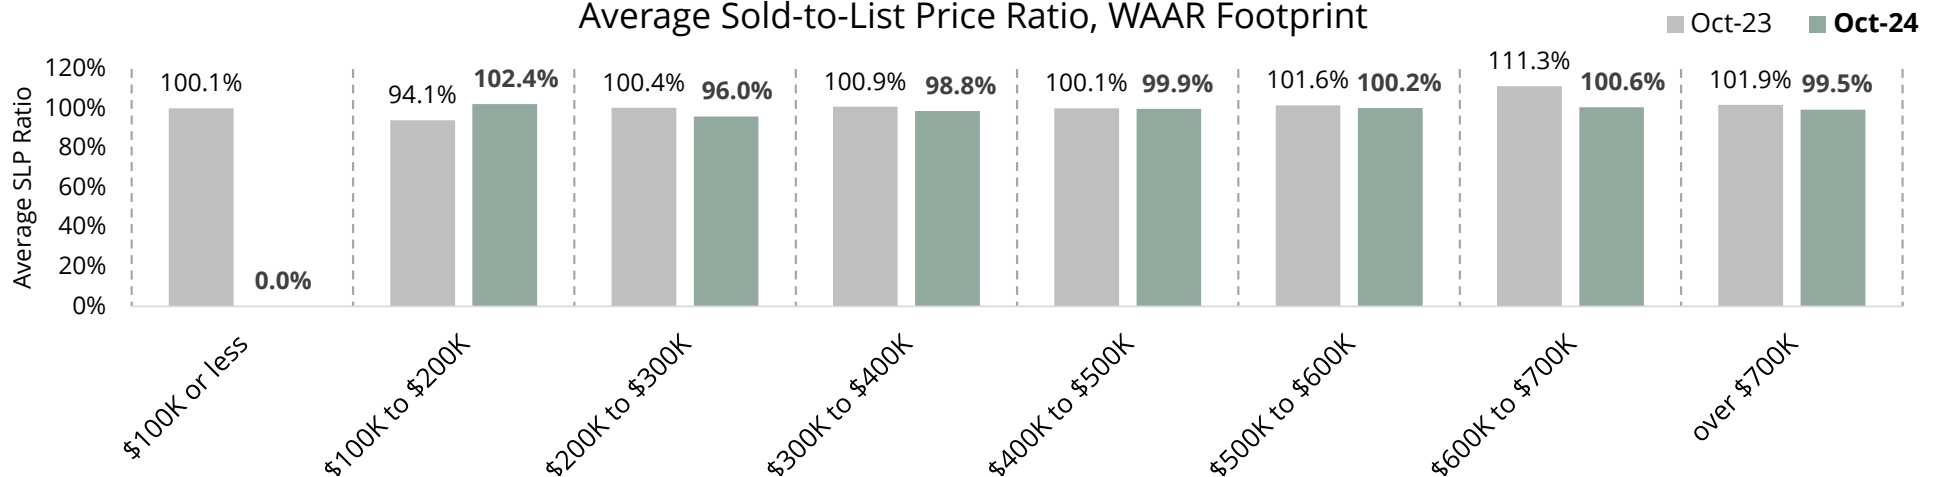 Average Sold-to-List Price Ratio, WAAR Footprint
Oct-23 Oct-24
Average SLP Ratio
120%
100%
80%
60%
40%
20%
0%
100.1% 0.0%
94.1% 102.4%
100.4% 96.0%
100.9% 98.8%
100.1% 99.9%
101.6% 100.2%
111.3% 100.6%
101.9% 99.5%
$100K or less
$100K to $200K
$200K to $300K
$300K to $400K
$400K to $500K
$500K to $600K
$600K to $700K
over $700K